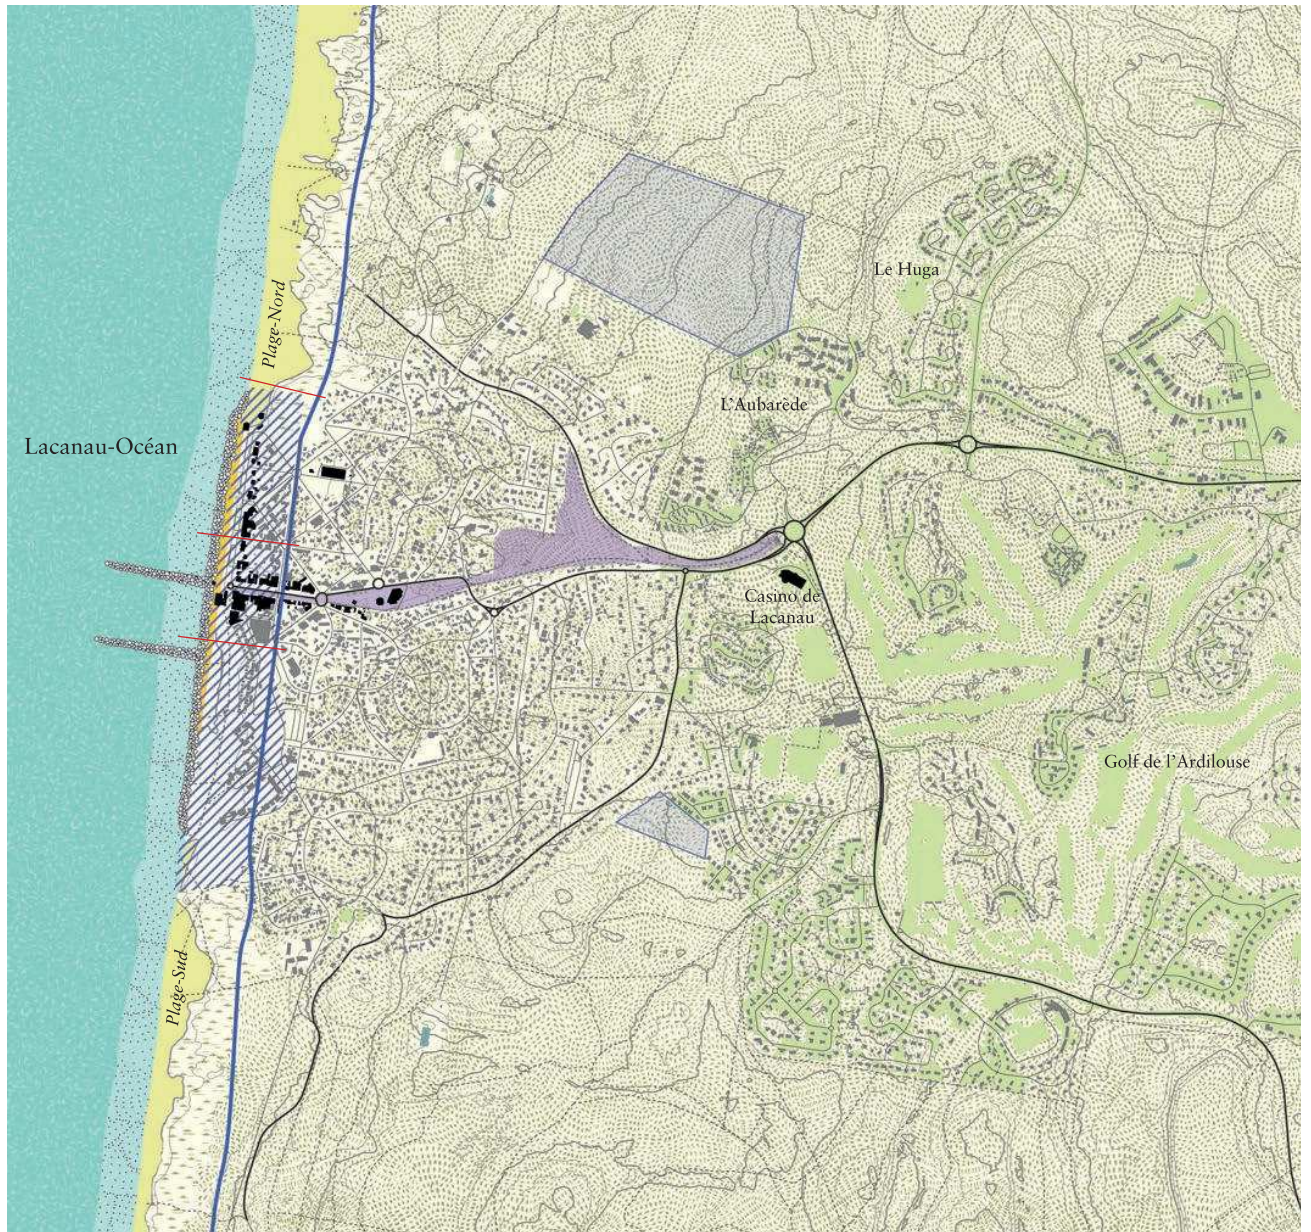 Le Huga
Plage-Nord
L'Aubarède
Lacanau-Océan
Casino de
Lacanau
Golf de l'Ardilouse
Plage-Sud